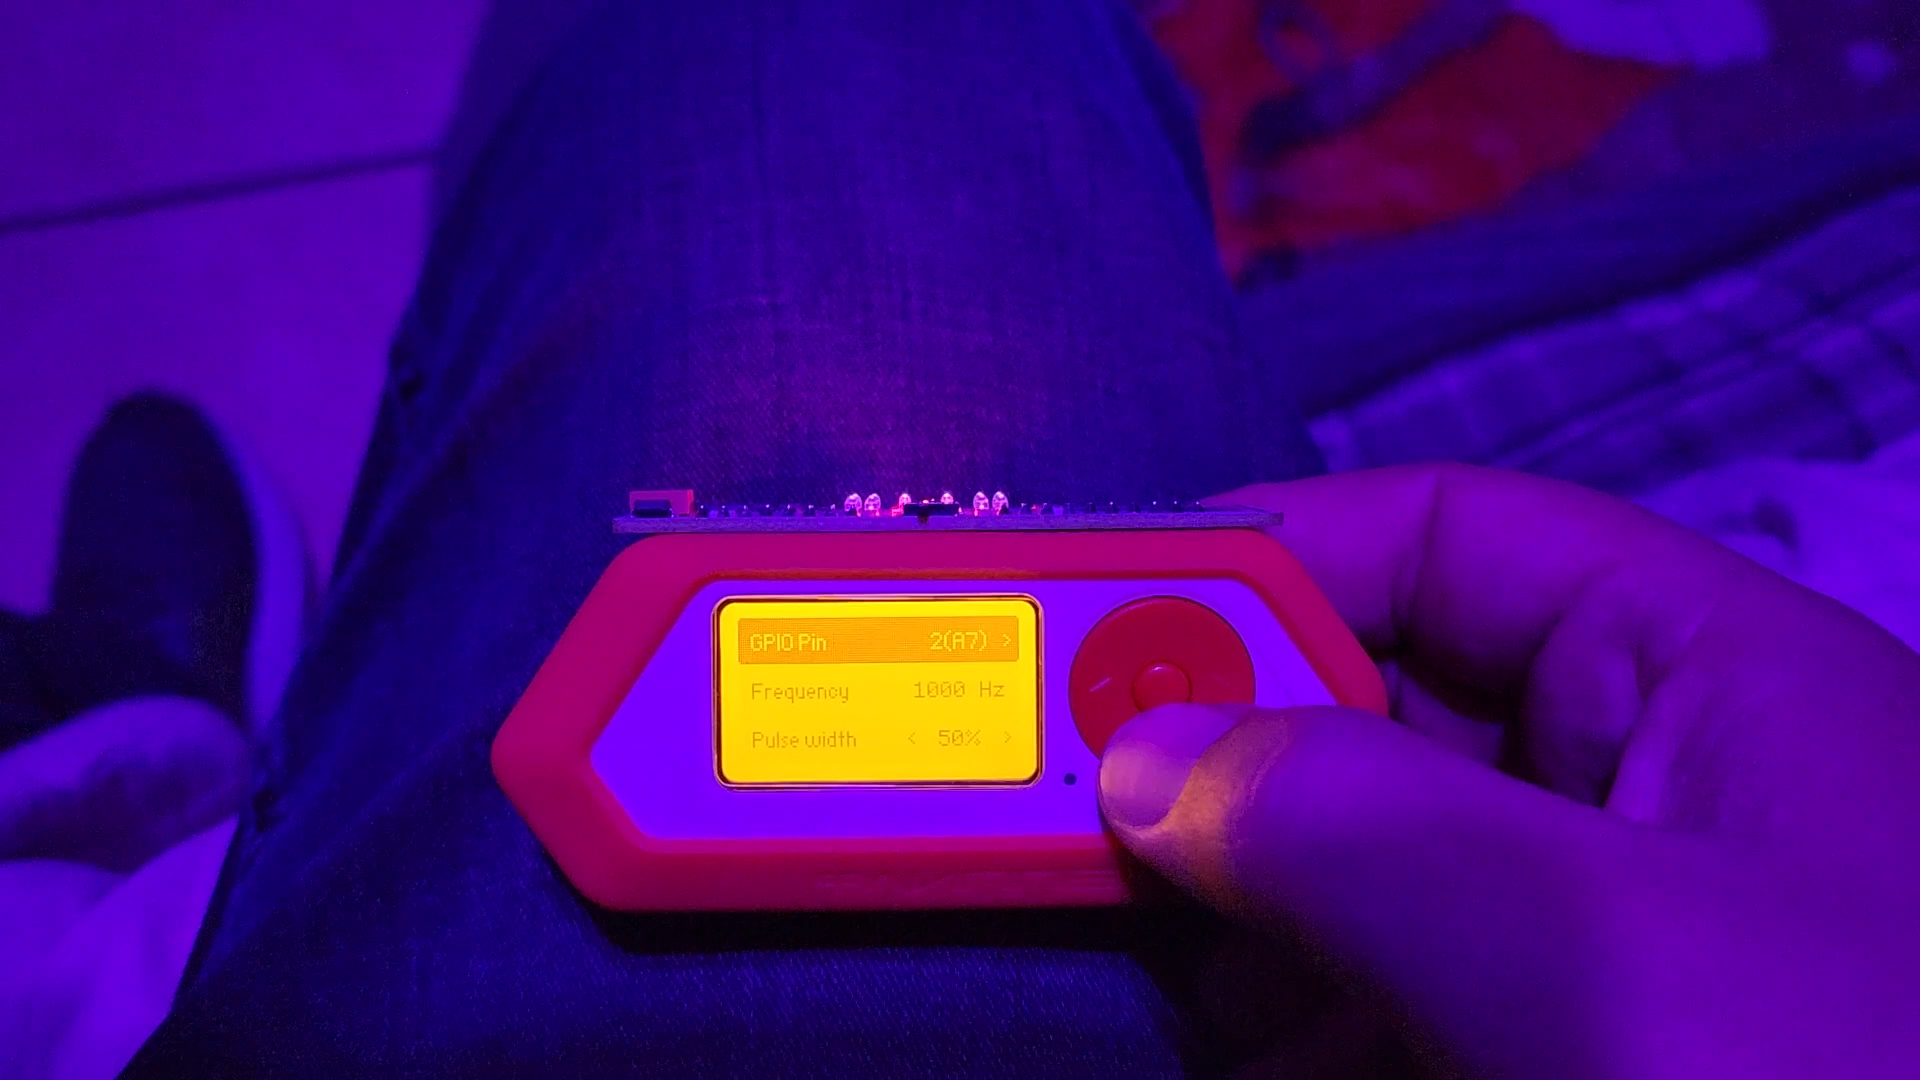 GPIO Pin 2(A7) >
Frequency 1000 Hz
Pulse width < 50% >